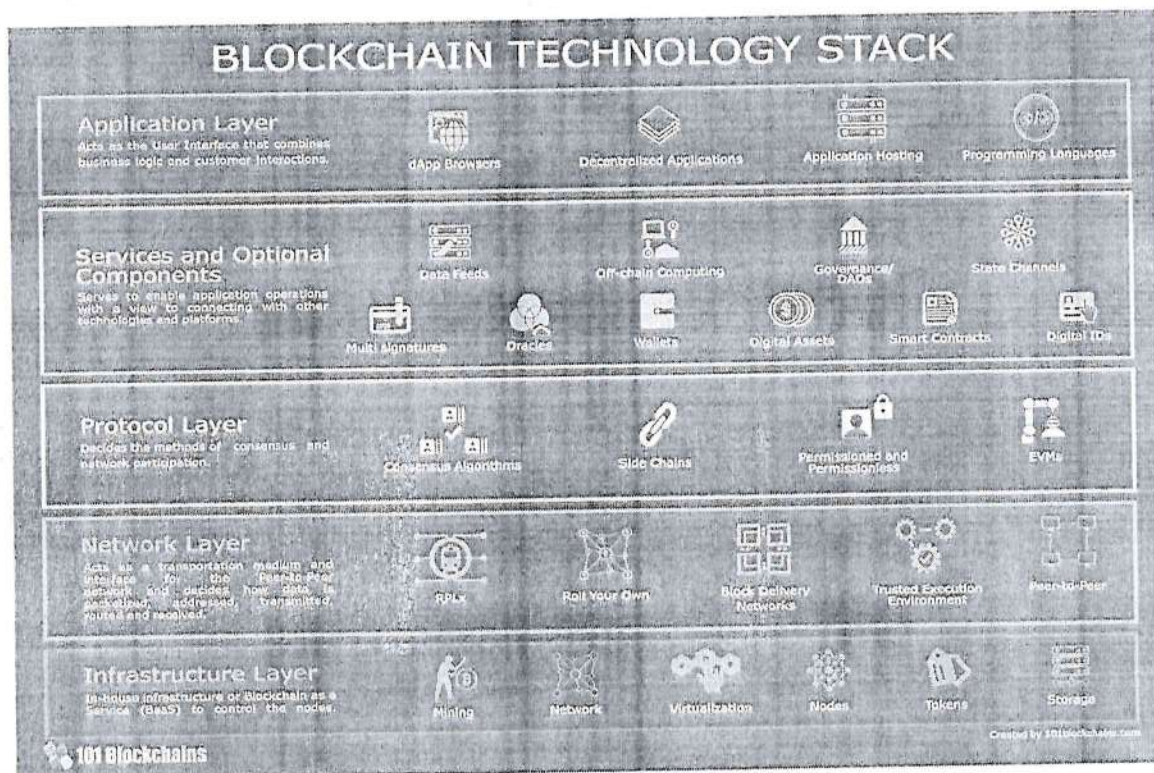 BLOCKCHAIN TECHNOLOGY STACK
Application Layer
Acts as the User Interface that combines
business logic and customer interactions.
dApp Browsers
Decentralized Applications
Application Hosting
Programming Languages
Services and Optional
Components
Serves to enable application operations
with a view to connecting with other
technologies and platforms.
Data Feeds
Off-chain Computing
Governance/
DAOs
State Channels
Multi signatures
Oracles
Wallets
Digital Assets
Smart Contracts
Digital IDs
Protocol Layer
Decides the methods of consensus and
network participation.
Consensus Algorithms
Side Chains
Permissioned and
Permissionless
EVMs
Network Layer
Acts as a transportation medium and
interface for the Peer-to-Peer
network and decides how data is
packetized, addressed, transmitted,
routed and received.
RPLx
Roll Your Own
Block Delivery
Networks
Trusted Execution
Environment
Peer-to-Peer
Infrastructure Layer
In-house infrastructure or Blockchain as a
Service (BaaS) to control the nodes.
Mining
Network
Virtualization
Nodes
Tokens
Storage
101 Blockchains
Created by 101blockchains.com